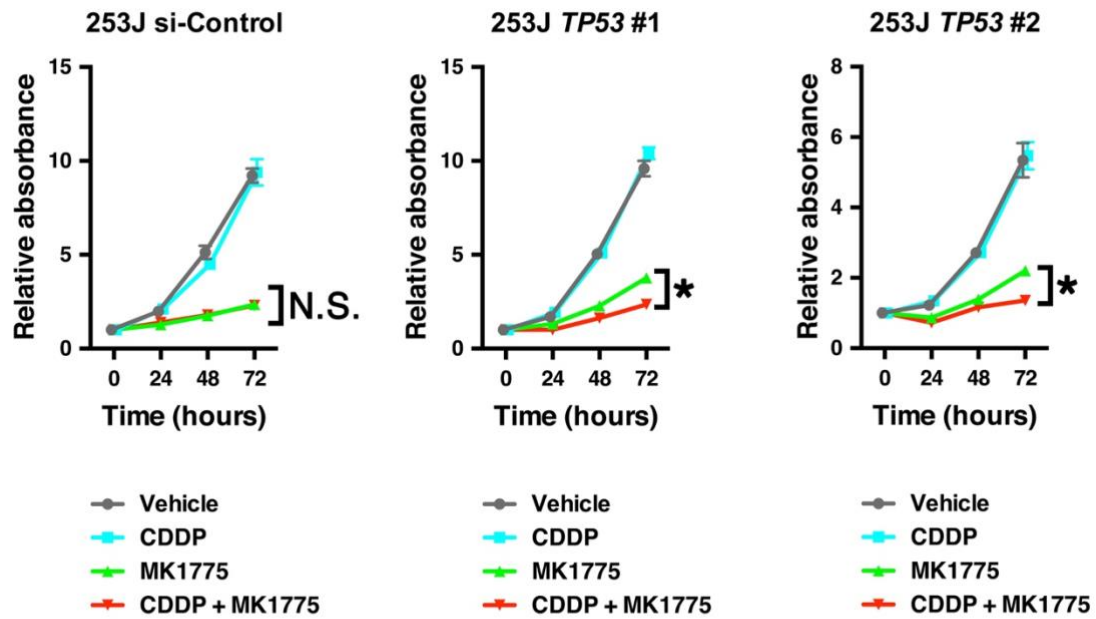 253J si-Control
253J TP53 #1
253J TP53 #2
Relative absorbance
15
10
5
0
N.S.
0 24 48 72
Time (hours)
Relative absorbance
15
10
5
0
*
0 24 48 72
Time (hours)
Relative absorbance
8
6
4
2
0
*
0 24 48 72
Time (hours)
Vehicle
CDDP
MK1775
CDDP + MK1775
Vehicle
CDDP
MK1775
CDDP + MK1775
Vehicle
CDDP
MK1775
CDDP + MK1775